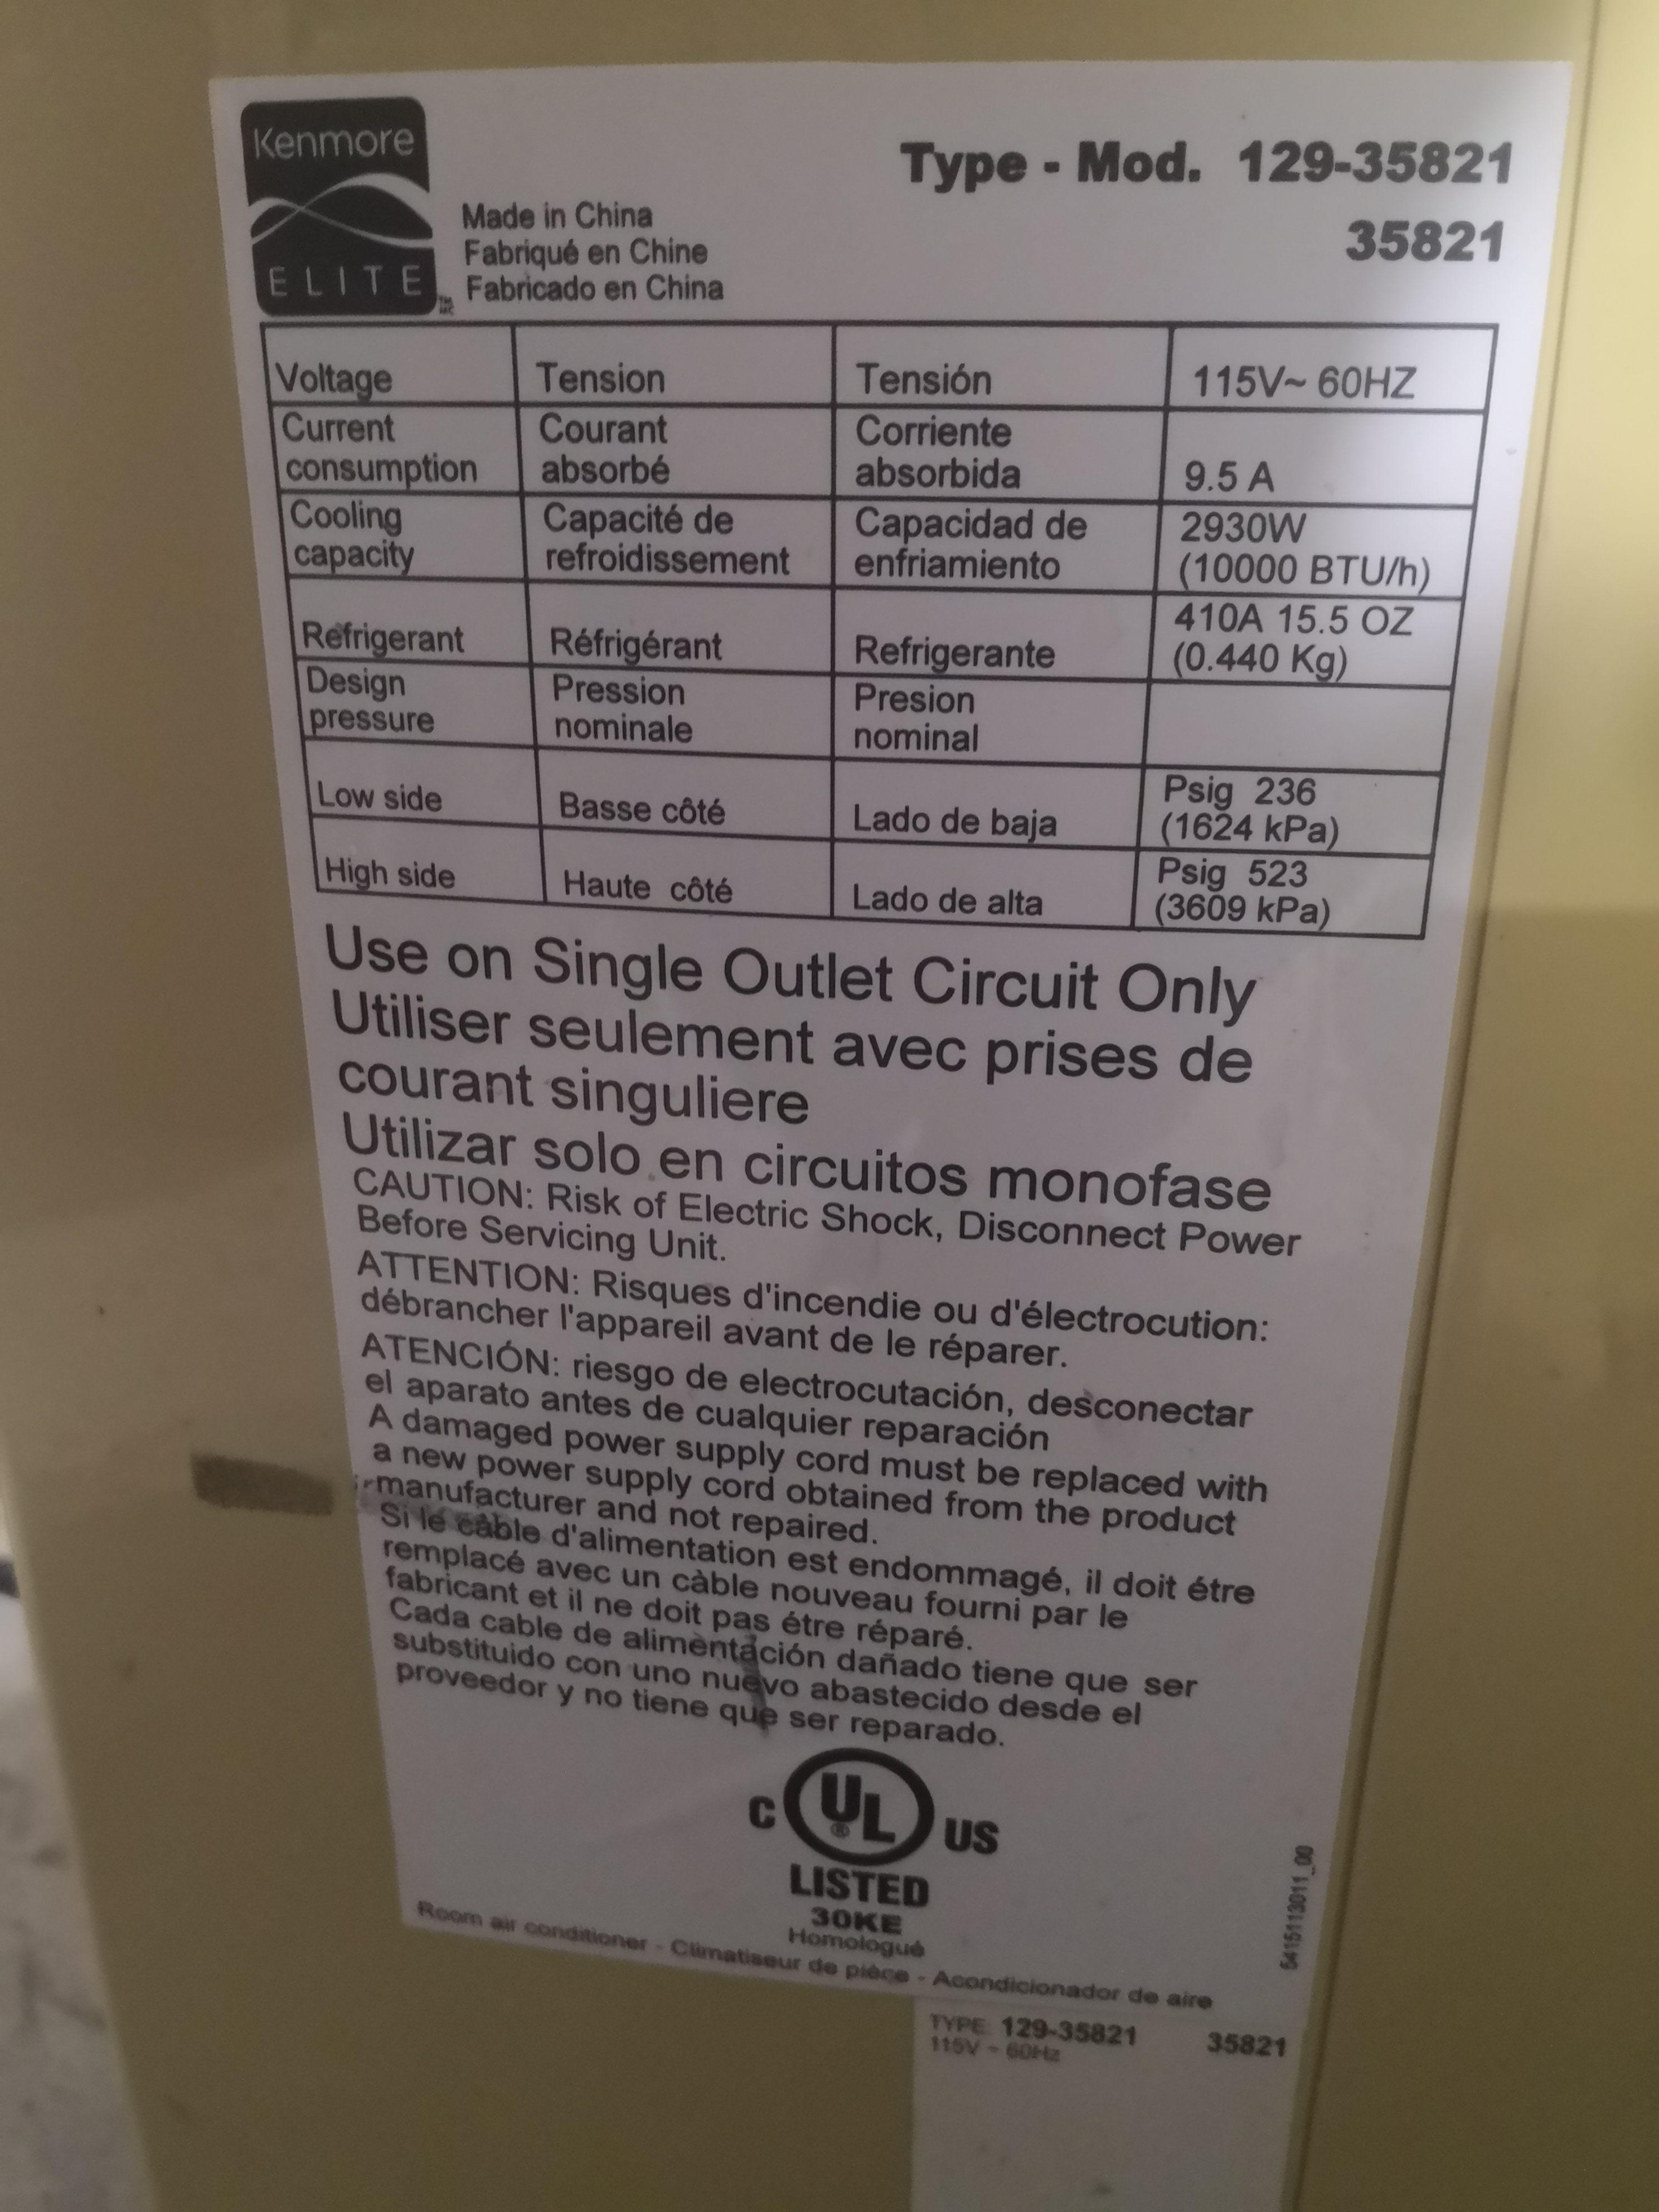 Kenmore
ELITE
TM
MC
Made in China
Fabriqué en Chine
Fabricado en China
Type - Mod. 129-35821
35821
Voltage Tension Tensión 115V~ 60HZ
Current consumption Courant absorbé Corriente absorbida 9.5 A
Cooling capacity Capacité de refroidissement Capacidad de enfriamiento 2930W (10000 BTU/h)
Refrigerant Réfrigérant Refrigerante 410A 15.5 OZ (0.440 Kg)
Design pressure Pression nominale Presion nominal
Low side Basse côté Lado de baja Psig 236 (1624 kPa)
High side Haute côté Lado de alta Psig 523 (3609 kPa)
Use on Single Outlet Circuit Only
Utiliser seulement avec prises de
courant singuliere
Utilizar solo en circuitos monofase
CAUTION: Risk of Electric Shock, Disconnect Power
Before Servicing Unit.
ATTENTION: Risques d'incendie ou d'électrocution:
débrancher l'appareil avant de le réparer.
ATENCIÓN: riesgo de electrocutación, desconectar
el aparato antes de cualquier reparación
A damaged power supply cord must be replaced with
a new power supply cord obtained from the product
manufacturer and not repaired.
Si le câble d'alimentation est endommagé, il doit étre
remplacé avec un càble nouveau fourni par le
fabricant et il ne doit pas étre réparé.
Cada cable de alimentación dañado tiene que ser
substituido con uno nuevo abastecido desde el
proveedor y no tiene que ser reparado.
C UL ® US
LISTED
30KE
Homologué
Room air conditioner - Climatiseur de pièce - Acondicionador de aire
5415113011_00
TYPE 129-35821 35821
115V ~ 60Hz